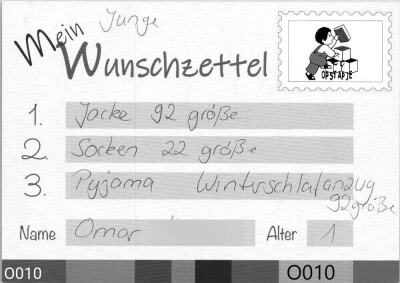 Junge
Mein
Wunschzettel
OPSTAPJE
1. Jacke 92 größe
2. Socken 22 größe
3. Pyjama Winterschlafanzug
92größe
Name Omar Alter 1
O010 O010